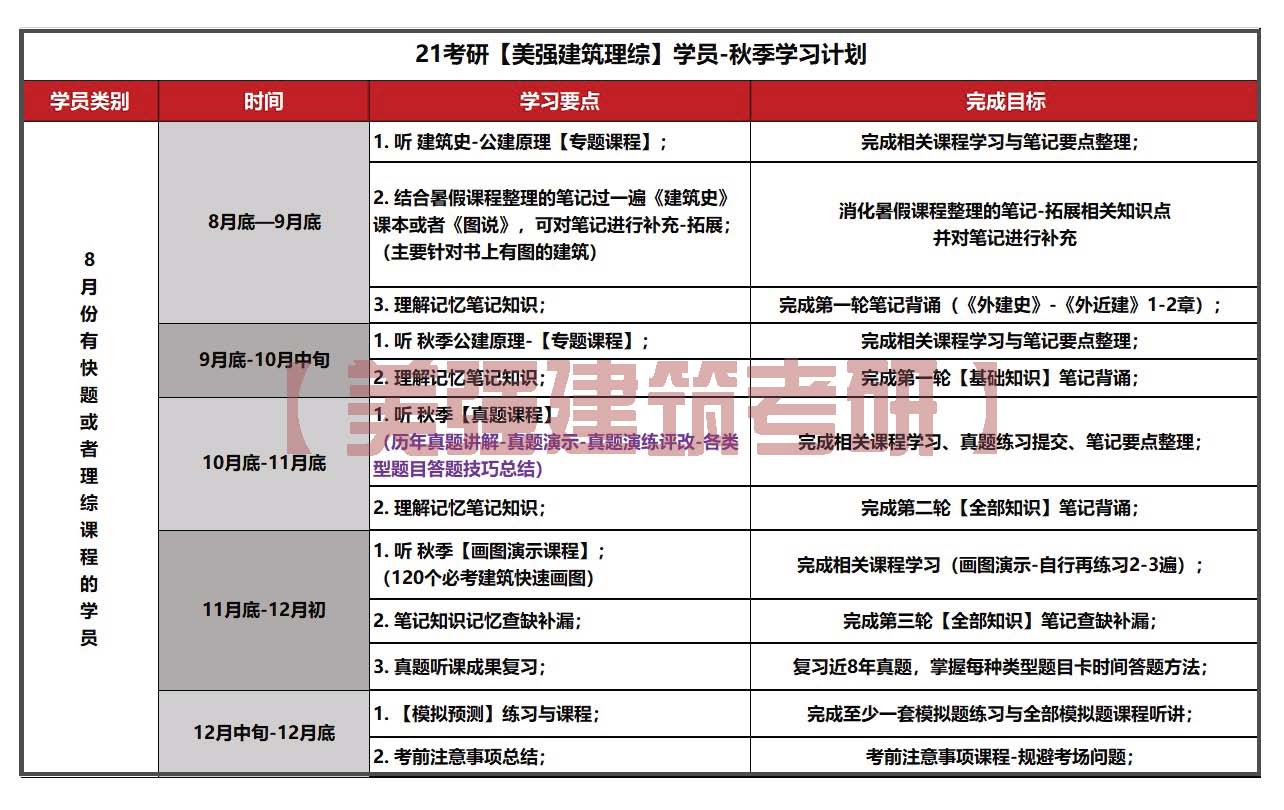 21考研【美强建筑理综】学员-秋季学习计划
学员类别
时间
学习要点
完成目标
8
月
份
有
快
题
或
者
理
综
课
程
的
学
员
8月底—9月底
1. 听 建筑史-公建原理【专题课程】;
完成相关课程学习与笔记要点整理;
2. 结合暑假课程整理的笔记过一遍《建筑史》
课本或者《图说》，可对笔记进行补充-拓展;
（主要针对书上有图的建筑）
消化暑假课程整理的笔记-拓展相关知识点
并对笔记进行补充
3. 理解记忆笔记知识;
完成第一轮笔记背诵（《外建史》-《外近建》1-2章）;
9月底-10月中旬
1. 听 秋季公建原理-【专题课程】;
完成相关课程学习与笔记要点整理;
2. 理解记忆笔记知识;
完成第一轮【基础知识】笔记背诵;
【美强建筑考研】
10月底-11月底
1. 听 秋季【真题课程】
（历年真题讲解-真题演示-真题演练评改-各类
型题目答题技巧总结）
完成相关课程学习、真题练习提交、笔记要点整理;
2. 理解记忆笔记知识;
完成第二轮【全部知识】笔记背诵;
11月底-12月初
1. 听 秋季【画图演示课程】;
（120个必考建筑快速画图）
完成相关课程学习（画图演示-自行再练习2-3遍）;
2. 笔记知识记忆查缺补漏;
完成第三轮【全部知识】笔记查缺补漏;
3. 真题听课成果复习;
复习近8年真题，掌握每种类型题目卡时间答题方法;
12月中旬-12月底
1. 【模拟预测】练习与课程;
完成至少一套模拟题练习与全部模拟题课程听讲;
2. 考前注意事项总结;
考前注意事项课程-规避考场问题;